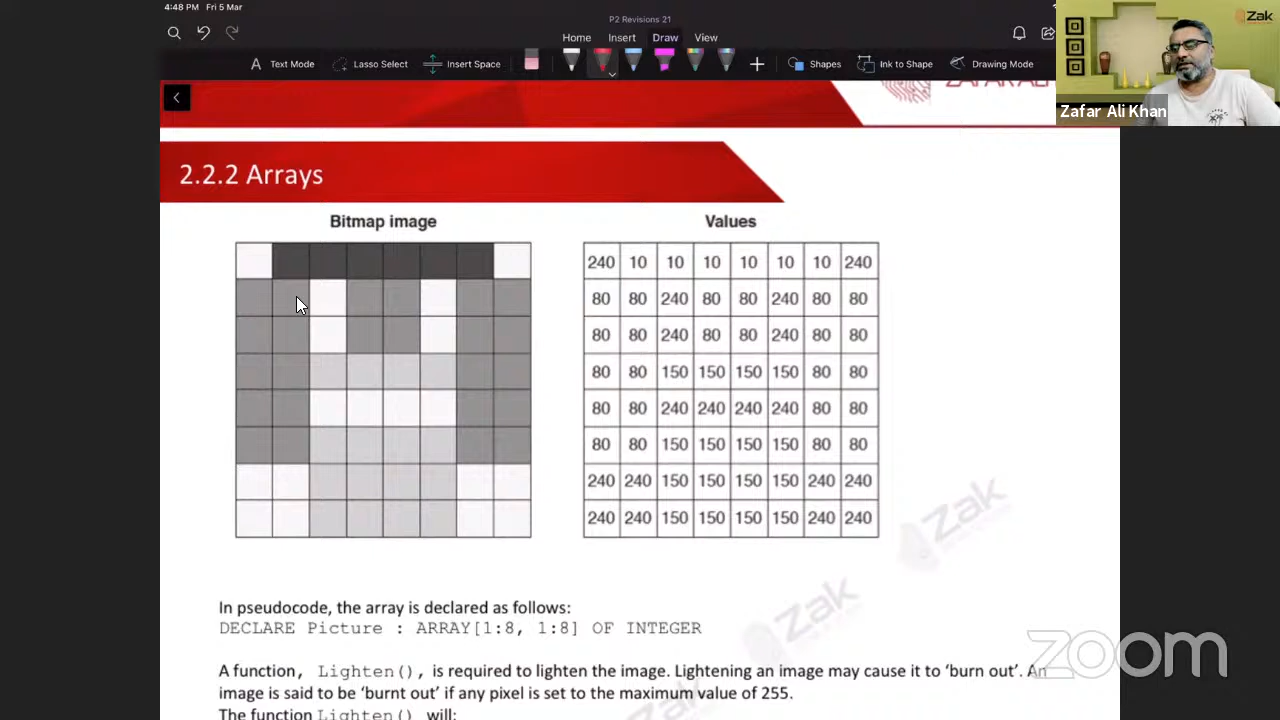 4:48 PM Fri 5 Mar
P2 Revisions 21
Home Insert Draw View
Text Mode Lasso Select Insert Space Shapes Ink to Shape Drawing Mode
Zak
Zafar Ali Khan
2.2.2 Arrays
Bitmap image Values
240 10 10 10 10 10 10 240
80 80 240 80 80 240 80 80
80 80 240 80 80 240 80 80
80 80 150 150 150 150 80 80
80 80 240 240 240 240 80 80
80 80 150 150 150 150 80 80
240 240 150 150 150 150 240 240
240 240 150 150 150 150 240 240
Zak
Zak
In pseudocode, the array is declared as follows:
DECLARE Picture : ARRAY[1:8, 1:8] OF INTEGER
A function, Lighten(), is required to lighten the image. Lightening an image may cause it to ‘burn out’. An
image is said to be ‘burnt out’ if any pixel is set to the maximum value of 255.
The function Lighten() will:
zoom